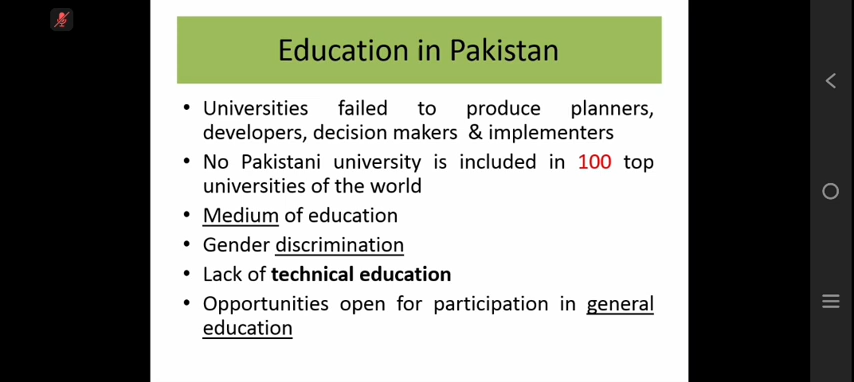 Education in Pakistan
• Universities failed to produce planners,
developers, decision makers & implementers
• No Pakistani university is included in 100 top
universities of the world
• Medium of education
• Gender discrimination
• Lack of technical education
• Opportunities open for participation in general
education